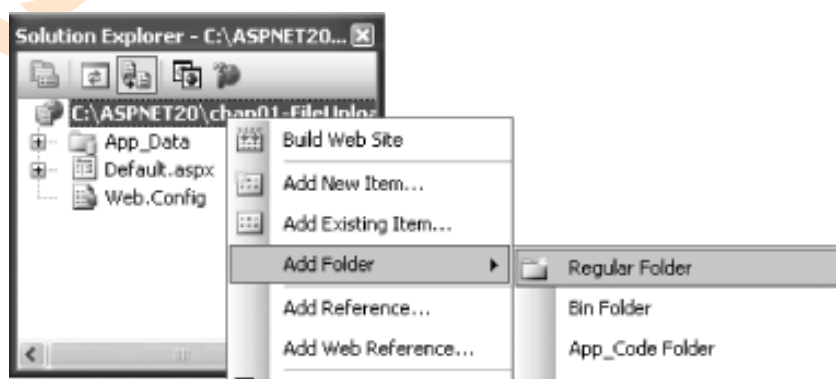 Solution Explorer - C:\ASPNET20...
C:\ASPNET20\chap01-FileUploa
App_Data
Default.aspx
Web.Config
Build Web Site
Add New Item...
Add Existing Item...
Add Folder
Add Reference...
Add Web Reference...
Regular Folder
Bin Folder
App_Code Folder